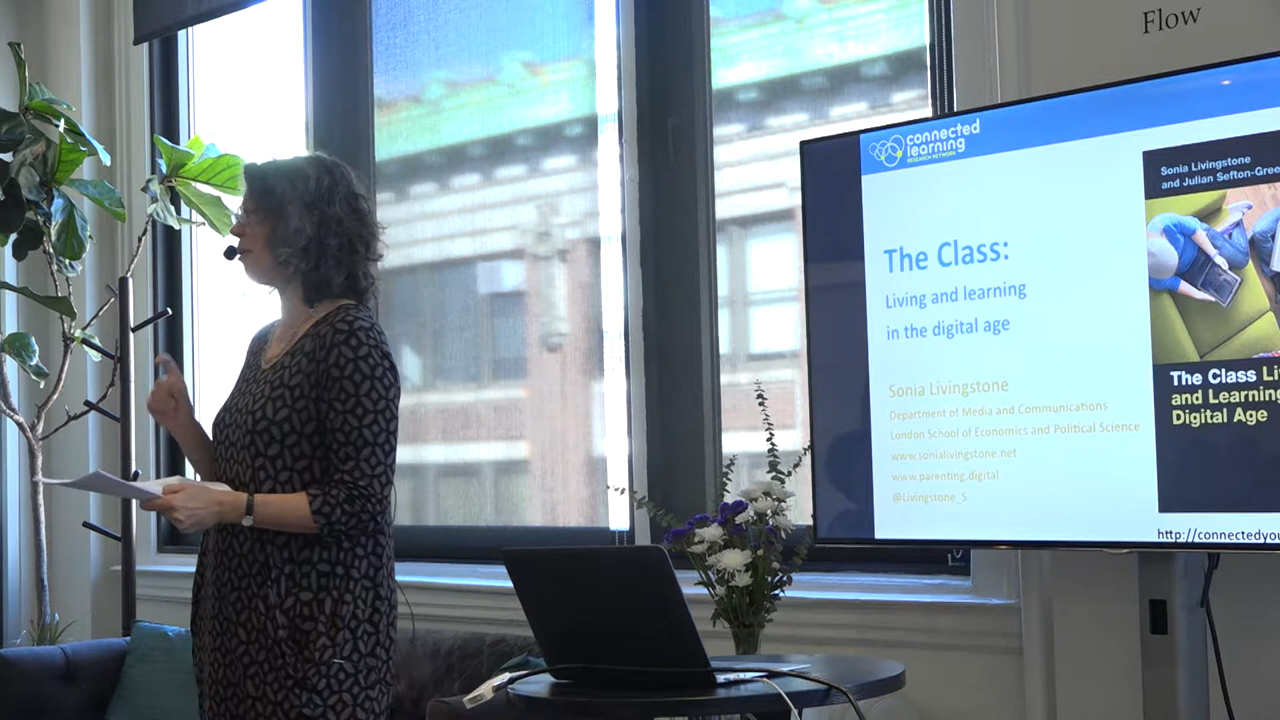 Flow
connected
learning
RESEARCH NETWORK
The Class:
Living and learning
in the digital age
Sonia Livingstone
Department of Media and Communications
London School of Economics and Political Science
www.sonialivingstone.net
www.parenting.digital
@Livingstone_S
Sonia Livingstone
and Julian Sefton-Gree
The Class Li
and Learning
Digital Age
http://connectedyou